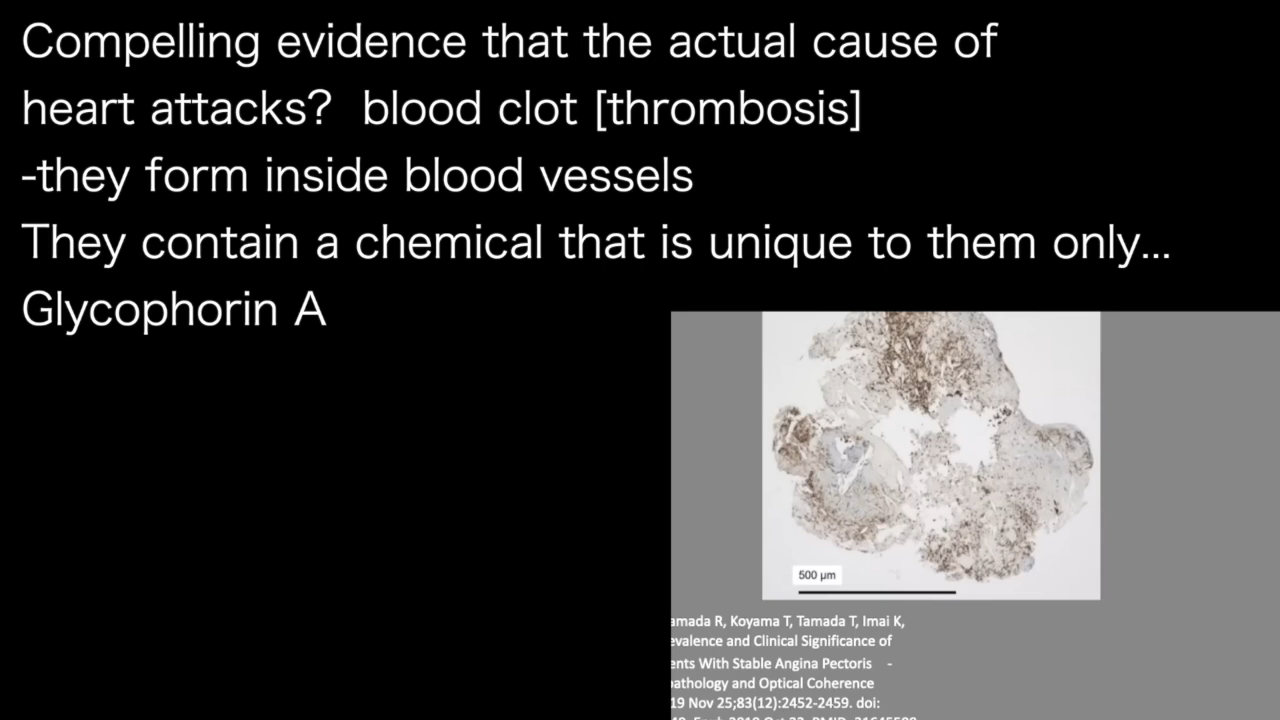 Compelling evidence that the actual cause of
heart attacks? blood clot [thrombosis]
-they form inside blood vessels
They contain a chemical that is unique to them only...
Glycophorin A
500 µm
amada R, Koyama T, Tamada T, Imai K,
evalence and Clinical Significance of
ents With Stable Angina Pectoris -
pathology and Optical Coherence
19 Nov 25;83(12):2452-2459. doi: